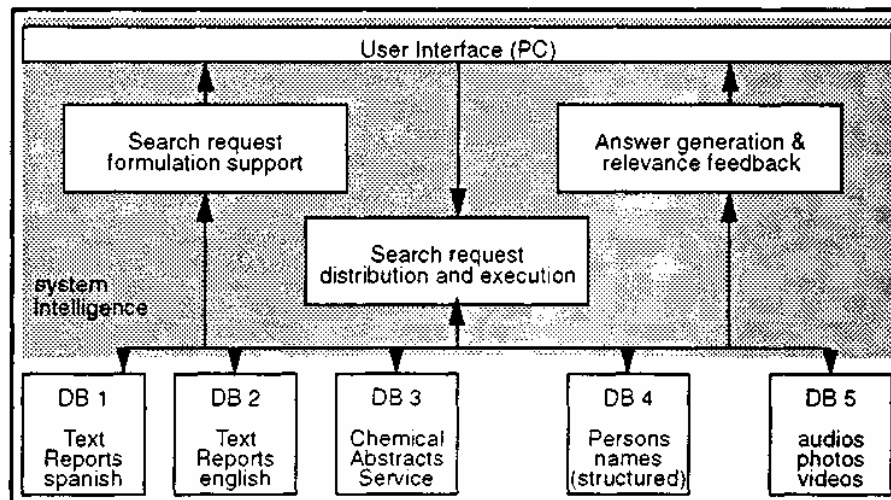 User Interface (PC)
Search request
formulation support
Answer generation &
relevance feedback
Search request
distribution and execution
system
Intelligence
DB 1
Text
Reports
spanish
DB 2
Text
Reports
english
DB 3
Chemical
Abstracts
Service
DB 4
Persons
names
(structured)
DB 5
audios
photos
videos